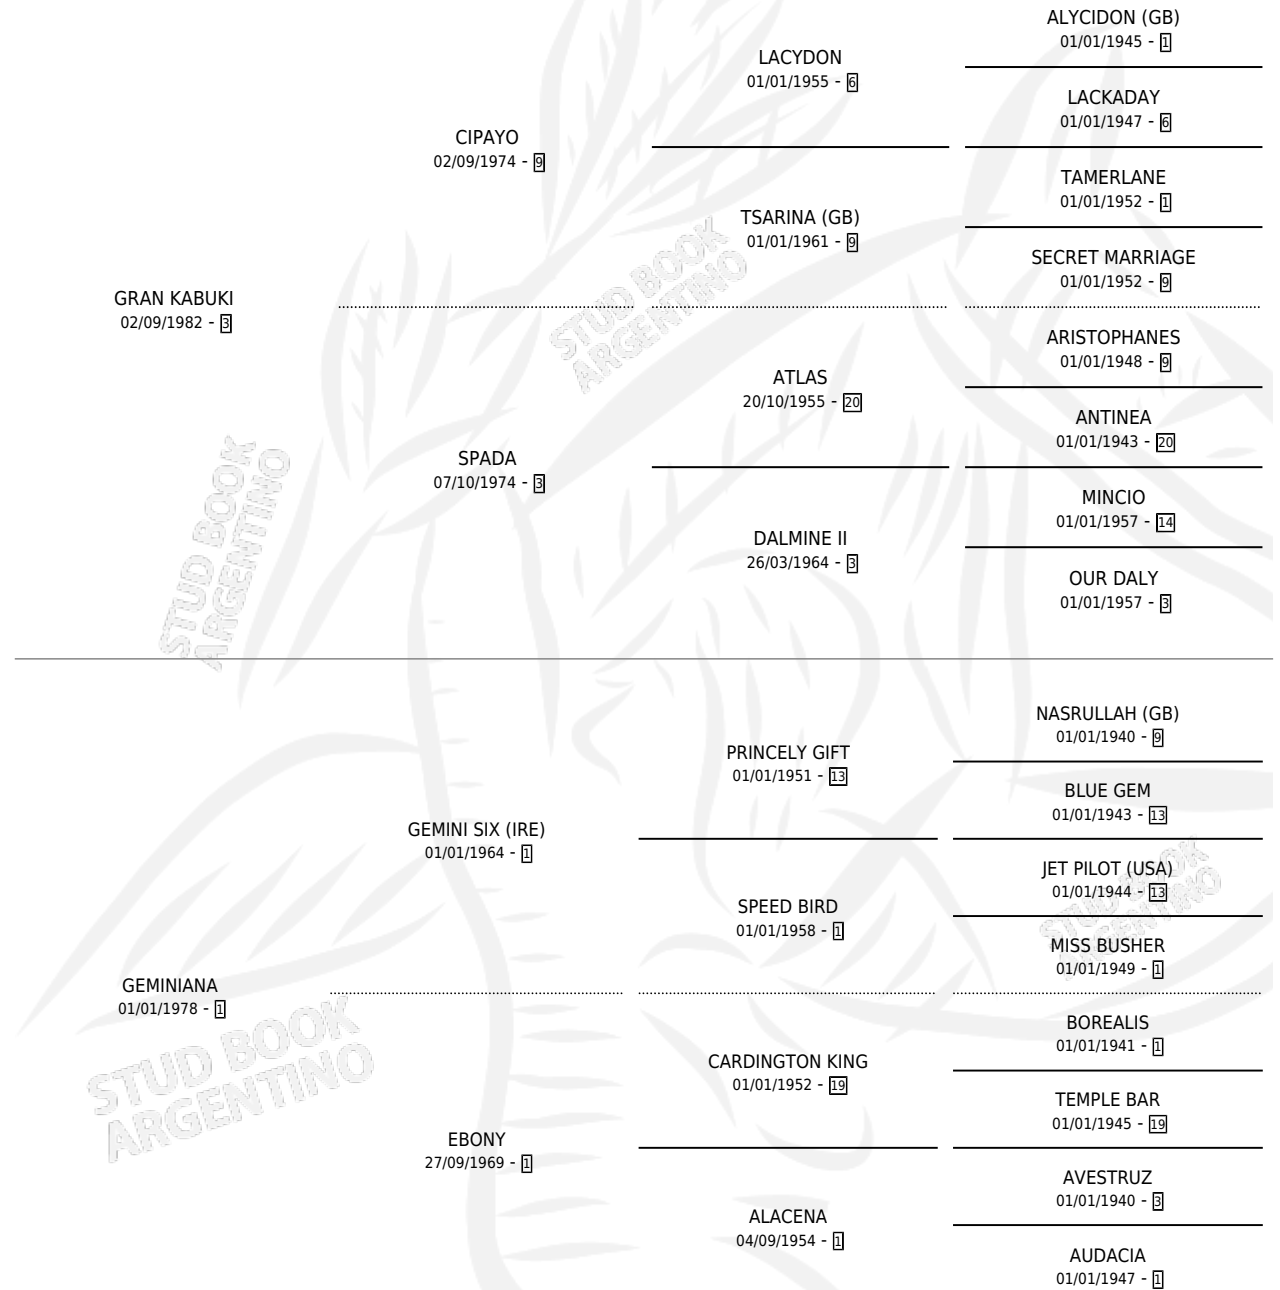 ALYCIDON (GB)
01/01/1945 - 1
LACYDON
01/01/1955 - 6
LACKADAY
01/01/1947 - 6
CIPAYO
02/09/1974 - 9
TAMERLANE
01/01/1952 - 1
TSARINA (GB)
01/01/1961 - 9
SECRET MARRIAGE
01/01/1952 - 9
GRAN KABUKI
02/09/1982 - 3
STUD BOOK
ARGENTINO
ARISTOPHANES
01/01/1948 - 9
ATLAS
20/10/1955 - 20
ANTINEA
01/01/1943 - 20
SPADA
07/10/1974 - 3
MINCIO
01/01/1957 - 14
DALMINE II
26/03/1964 - 3
OUR DALY
01/01/1957 - 3
STUD BOOK
ARGENTINO
NASRULLAH (GB)
01/01/1940 - 9
PRINCELY GIFT
01/01/1951 - 13
BLUE GEM
01/01/1943 - 13
GEMINI SIX (IRE)
01/01/1964 - 1
JET PILOT (USA)
01/01/1944 - 13
SPEED BIRD
01/01/1958 - 1
STUD BOOK
ARGENTINO
MISS BUSHER
01/01/1949 - 1
GEMINIANA
01/01/1978 - 1
BOREALIS
01/01/1941 - 1
CARDINGTON KING
01/01/1952 - 19
STUD BOOK
ARGENTINO
TEMPLE BAR
01/01/1945 - 19
EBONY
27/09/1969 - 1
AVESTRUZ
01/01/1940 - 3
ALACENA
04/09/1954 - 1
AUDACIA
01/01/1947 - 1